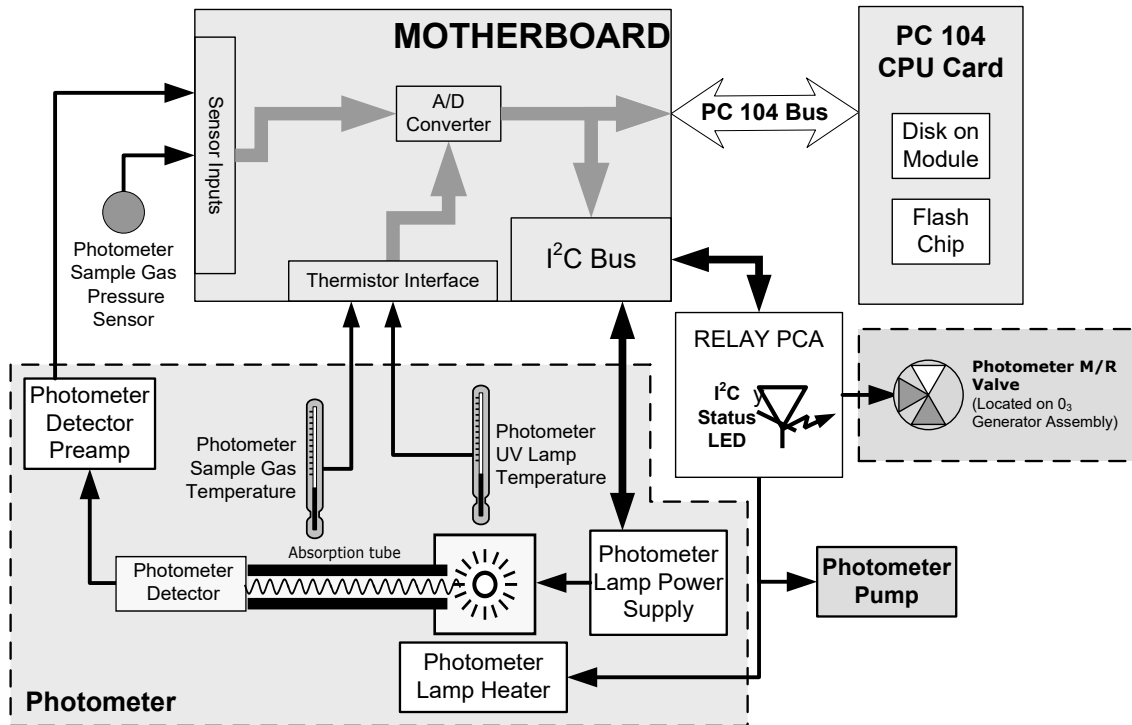 MOTHERBOARD
PC 104
CPU Card
Sensor Inputs
A/D
Converter
PC 104 Bus
Disk on
Module
Flash
Chip
I²C Bus
Thermistor Interface
Photometer
Sample Gas
Pressure
Sensor
RELAY PCA
I²C
Status
LED
y
Photometer M/R
Valve
(Located on 0₃
Generator Assembly)
Photometer
Detector
Preamp
Photometer
Sample Gas
Temperature
Photometer
UV Lamp
Temperature
Absorption tube
Photometer
Detector
Photometer
Lamp Power
Supply
Photometer
Pump
Photometer
Lamp Heater
Photometer